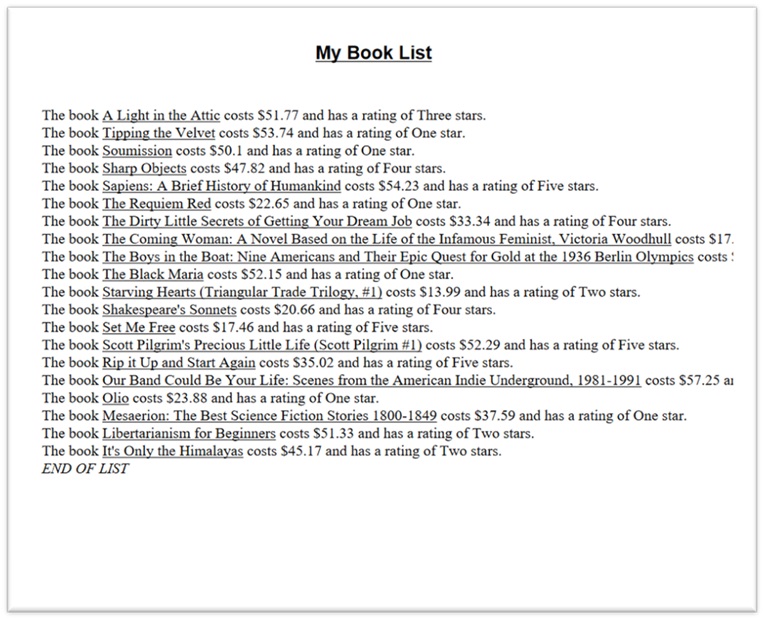 My Book List
The book A Light in the Attic costs $51.77 and has a rating of Three stars.
The book Tipping the Velvet costs $53.74 and has a rating of One star.
The book Soumission costs $50.1 and has a rating of One star.
The book Sharp Objects costs $47.82 and has a rating of Four stars.
The book Sapiens: A Brief History of Humankind costs $54.23 and has a rating of Five stars.
The book The Requiem Red costs $22.65 and has a rating of One star.
The book The Dirty Little Secrets of Getting Your Dream Job costs $33.34 and has a rating of Four stars.
The book The Coming Woman: A Novel Based on the Life of the Infamous Feminist, Victoria Woodhull costs $17.
The book The Boys in the Boat: Nine Americans and Their Epic Quest for Gold at the 1936 Berlin Olympics costs
The book The Black Maria costs $52.15 and has a rating of One star.
The book Starving Hearts (Triangular Trade Trilogy, #1) costs $13.99 and has a rating of Two stars.
The book Shakespeare's Sonnets costs $20.66 and has a rating of Four stars.
The book Set Me Free costs $17.46 and has a rating of Five stars.
The book Scott Pilgrim's Precious Little Life (Scott Pilgrim #1) costs $52.29 and has a rating of Five stars.
The book Rip it Up and Start Again costs $35.02 and has a rating of Five stars.
The book Our Band Could Be Your Life: Scenes from the American Indie Underground, 1981-1991 costs $57.25
The book Olio costs $23.88 and has a rating of One star.
The book Mesaerion: The Best Science Fiction Stories 1800-1849 costs $37.59 and has a rating of One star.
The book Libertarianism for Beginners costs $51.33 and has a rating of Two stars.
The book It's Only the Himalayas costs $45.17 and has a rating of Two stars.
END OF LIST